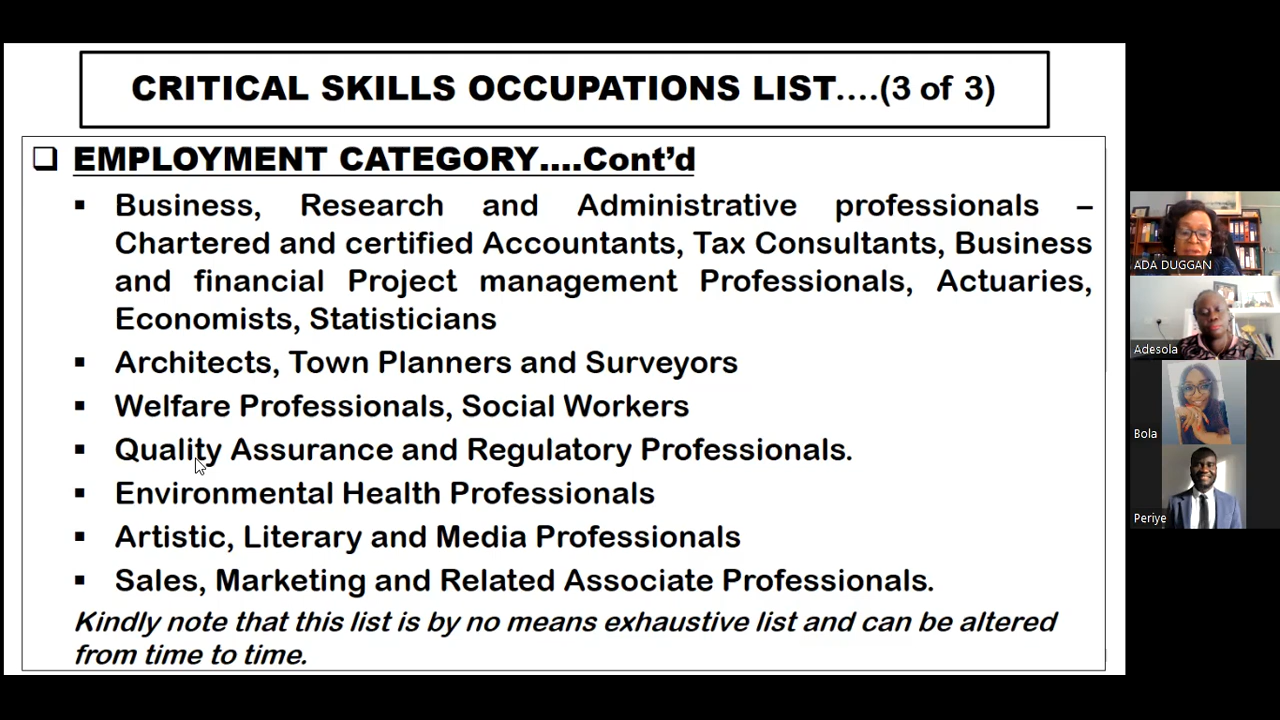 CRITICAL SKILLS OCCUPATIONS LIST....(3 of 3)
❑ EMPLOYMENT CATEGORY....Cont’d
▪ Business, Research and Administrative professionals –
Chartered and certified Accountants, Tax Consultants, Business
and financial Project management Professionals, Actuaries,
Economists, Statisticians
▪ Architects, Town Planners and Surveyors
▪ Welfare Professionals, Social Workers
▪ Quality Assurance and Regulatory Professionals.
▪ Environmental Health Professionals
▪ Artistic, Literary and Media Professionals
▪ Sales, Marketing and Related Associate Professionals.
Kindly note that this list is by no means exhaustive list and can be altered
from time to time.
ADA DUGGAN
Adesola
Bola
Periye